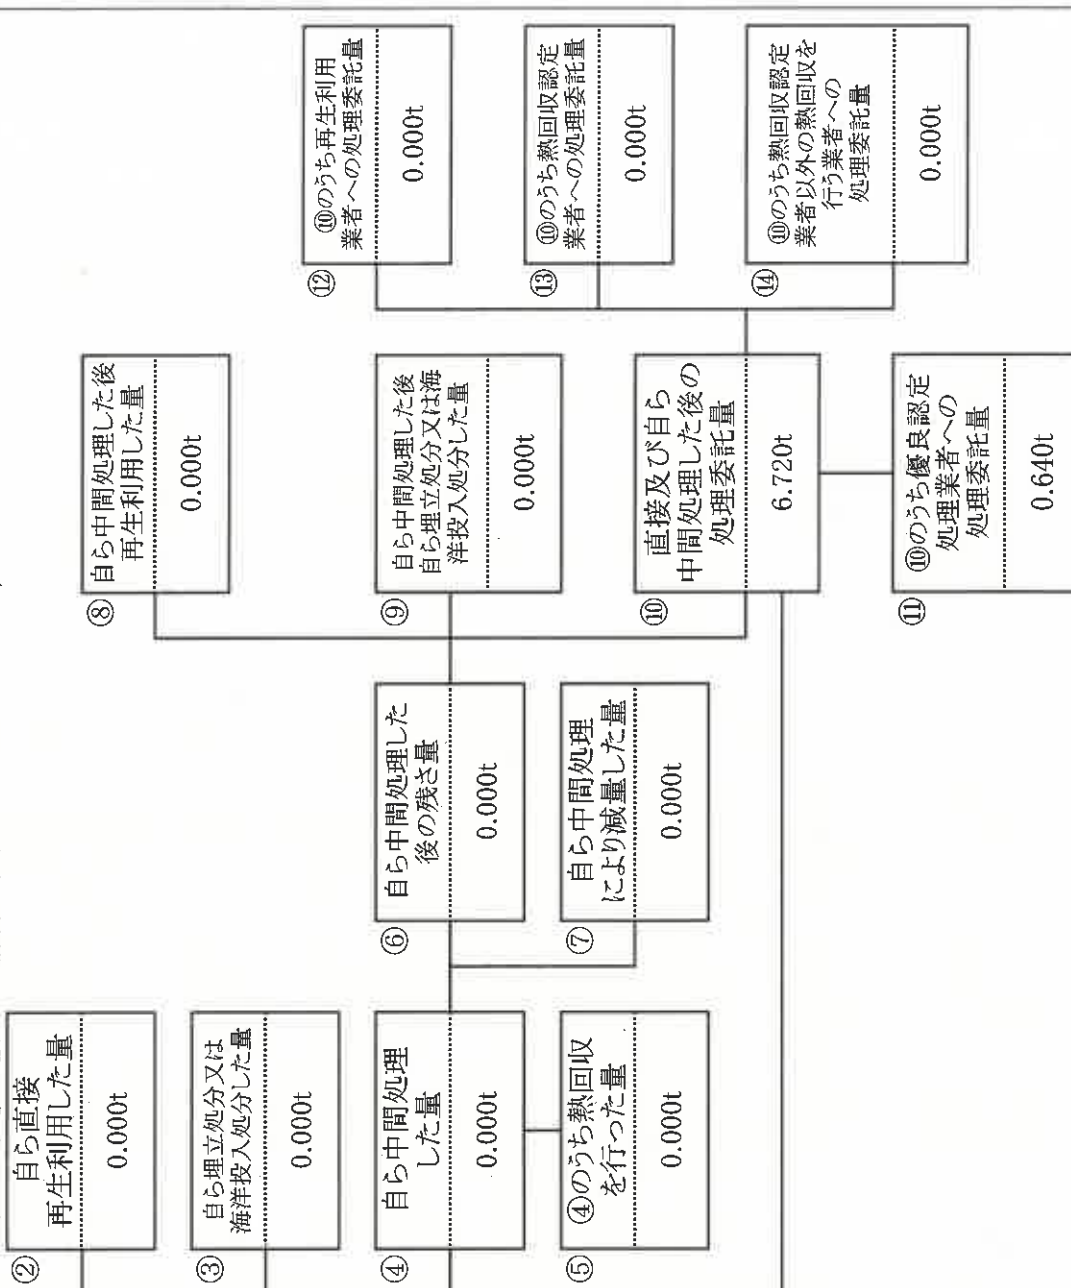 ②
自ら直接
再生利用した量
0.000t
③
自ら埋立処分又は
海洋投入処分した量
0.000t
④
自ら中間処理
した量
0.000t
⑤
④のうち熱回収
を行った量
0.000t
⑥
自ら中間処理した
後の残さ量
0.000t
⑦
自ら中間処理
により減量した量
0.000t
⑧
自ら中間処理した後
再生利用した量
0.000t
⑨
自ら中間処理した後
自ら埋立処分又は海
洋投入処分した量
0.000t
⑩
直接及び自ら
中間処理した後の
処理委託量
6.720t
⑪
⑩のうち優良認定
処理業者への
処理委託量
0.640t
⑫
⑩のうち再生利用
業者への処理委託量
0.000t
⑬
⑩のうち熱回収認定
業者への処理委託量
0.000t
⑭
⑩のうち熱回収認定
業者以外の熱回収を
行う業者への
処理委託量
0.000t